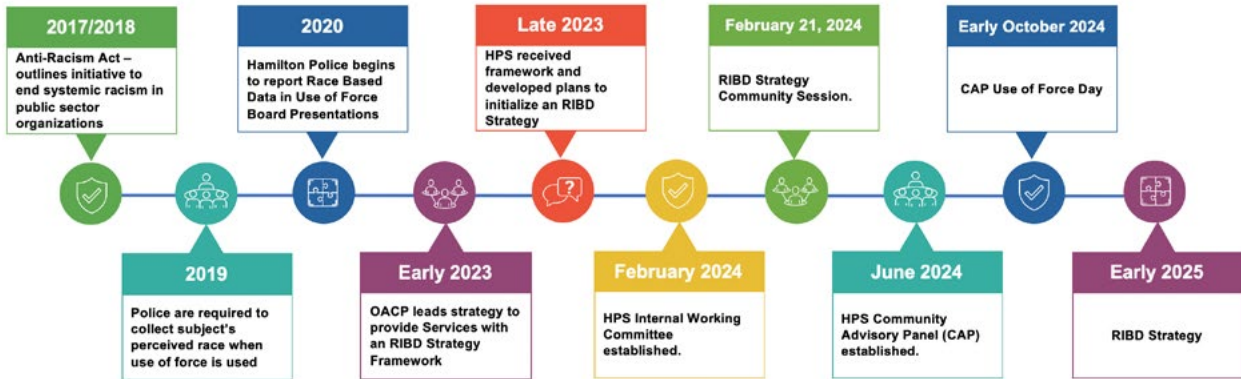 2017/2018
Anti-Racism Act –
outlines initiative to
end systemic racism in
public sector
organizations
2019
Police are required to
collect subject's
perceived race when
use of force is used
2020
Hamilton Police begins
to report Race Based
Data in Use of Force
Board Presentations
Early 2023
OACP leads strategy to
provide Services with
an RIBD Strategy
Framework
Late 2023
HPS received
framework and
developed plans to
initialize an RIBD
Strategy
?
February 2024
HPS Internal Working
Committee
established.
February 21, 2024
RIBD Strategy
Community Session.
June 2024
HPS Community
Advisory Panel (CAP)
established.
Early October 2024
CAP Use of Force Day
Early 2025
RIBD Strategy